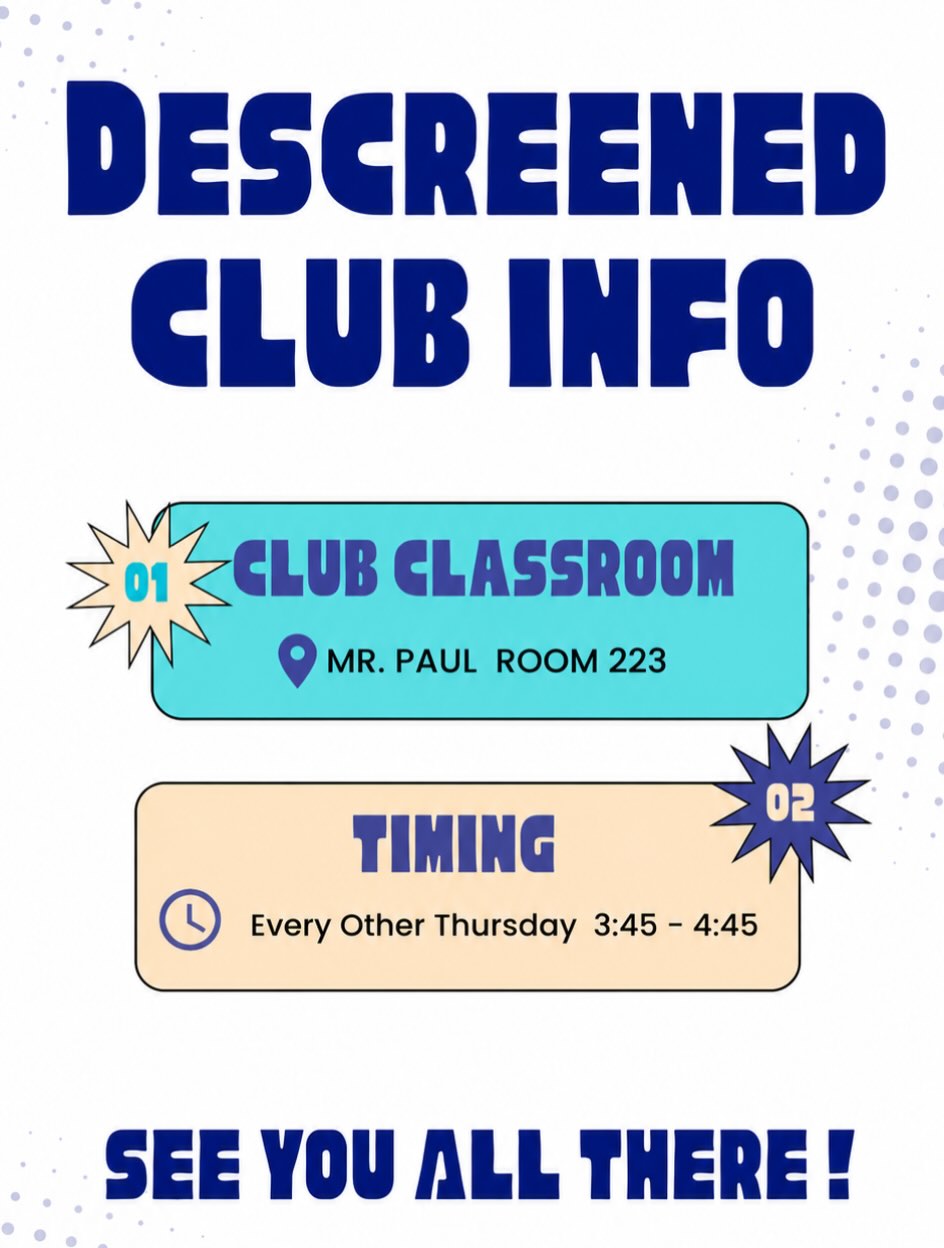 DESCREENED
CLUB INFO
01
CLUB CLASSROOM
MR. PAUL  ROOM 223
02
TIMING
Every Other Thursday  3:45 - 4:45
SEE YOU ALL THERE !